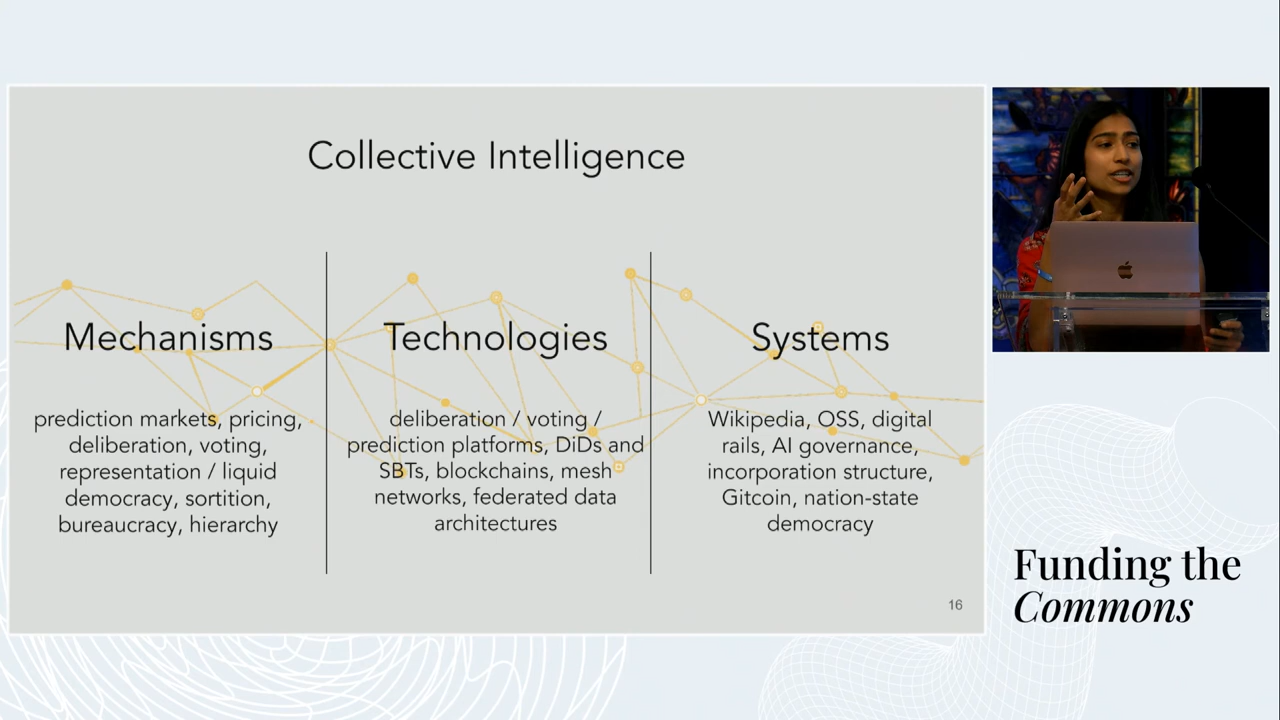 Collective Intelligence
Mechanisms
prediction markets, pricing,
deliberation, voting,
representation / liquid
democracy, sortition,
bureaucracy, hierarchy
Technologies
deliberation / voting /
prediction platforms, DiDs and
SBTs, blockchains, mesh
networks, federated data
architectures
Systems
Wikipedia, OSS, digital
rails, AI governance,
incorporation structure,
Gitcoin, nation-state
democracy
16
Funding the
Commons